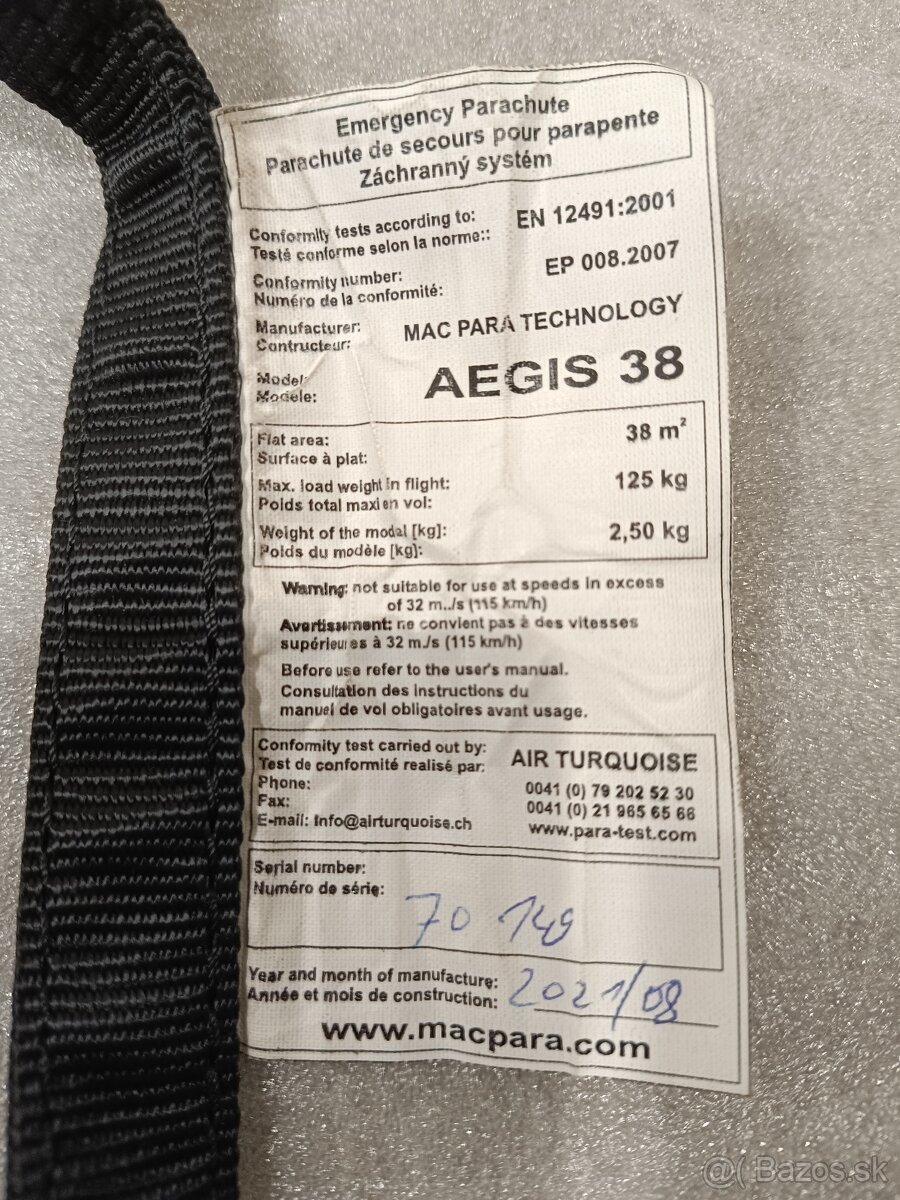 Emergency Parachute
Parachute de secours pour parapente
Záchranný systém
Conformity tests according to: EN 12491:2001
Testé conforme selon la norme::
Conformity number: EP 008.2007
Numéro de la conformité:
Manufacturer: MAC PARA TECHNOLOGY
Contructeur:
Model: AEGIS 38
Modele:
Flat area: 38 m²
Surface à plat:
Max. load weight in flight: 125 kg
Poids total maxi en vol:
Weight of the modal [kg]: 2,50 kg
Poids du modèle [kg]:
Warning: not suitable for use at speeds in excess
of 32 m../s (115 km/h)
Avertissement: ne convient pas à des vitesses
supérieures à 32 m./s (115 km/h)
Before use refer to the user's manual.
Consultation des instructions du
manuel de vol obligatoires avant usage.
Conformity test carried out by: AIR TURQUOISE
Test de conformité realisé par:
Phone: 0041 (0) 79 202 52 30
Fax: 0041 (0) 21 965 65 66
E-mail: info@airturquoise.ch www.para-test.com
Serial number:
Numéro de série: 70 149
Year and month of manufacture: 2021/08
Année et mois de construction:
www.macpara.com
@( Bazos.sk